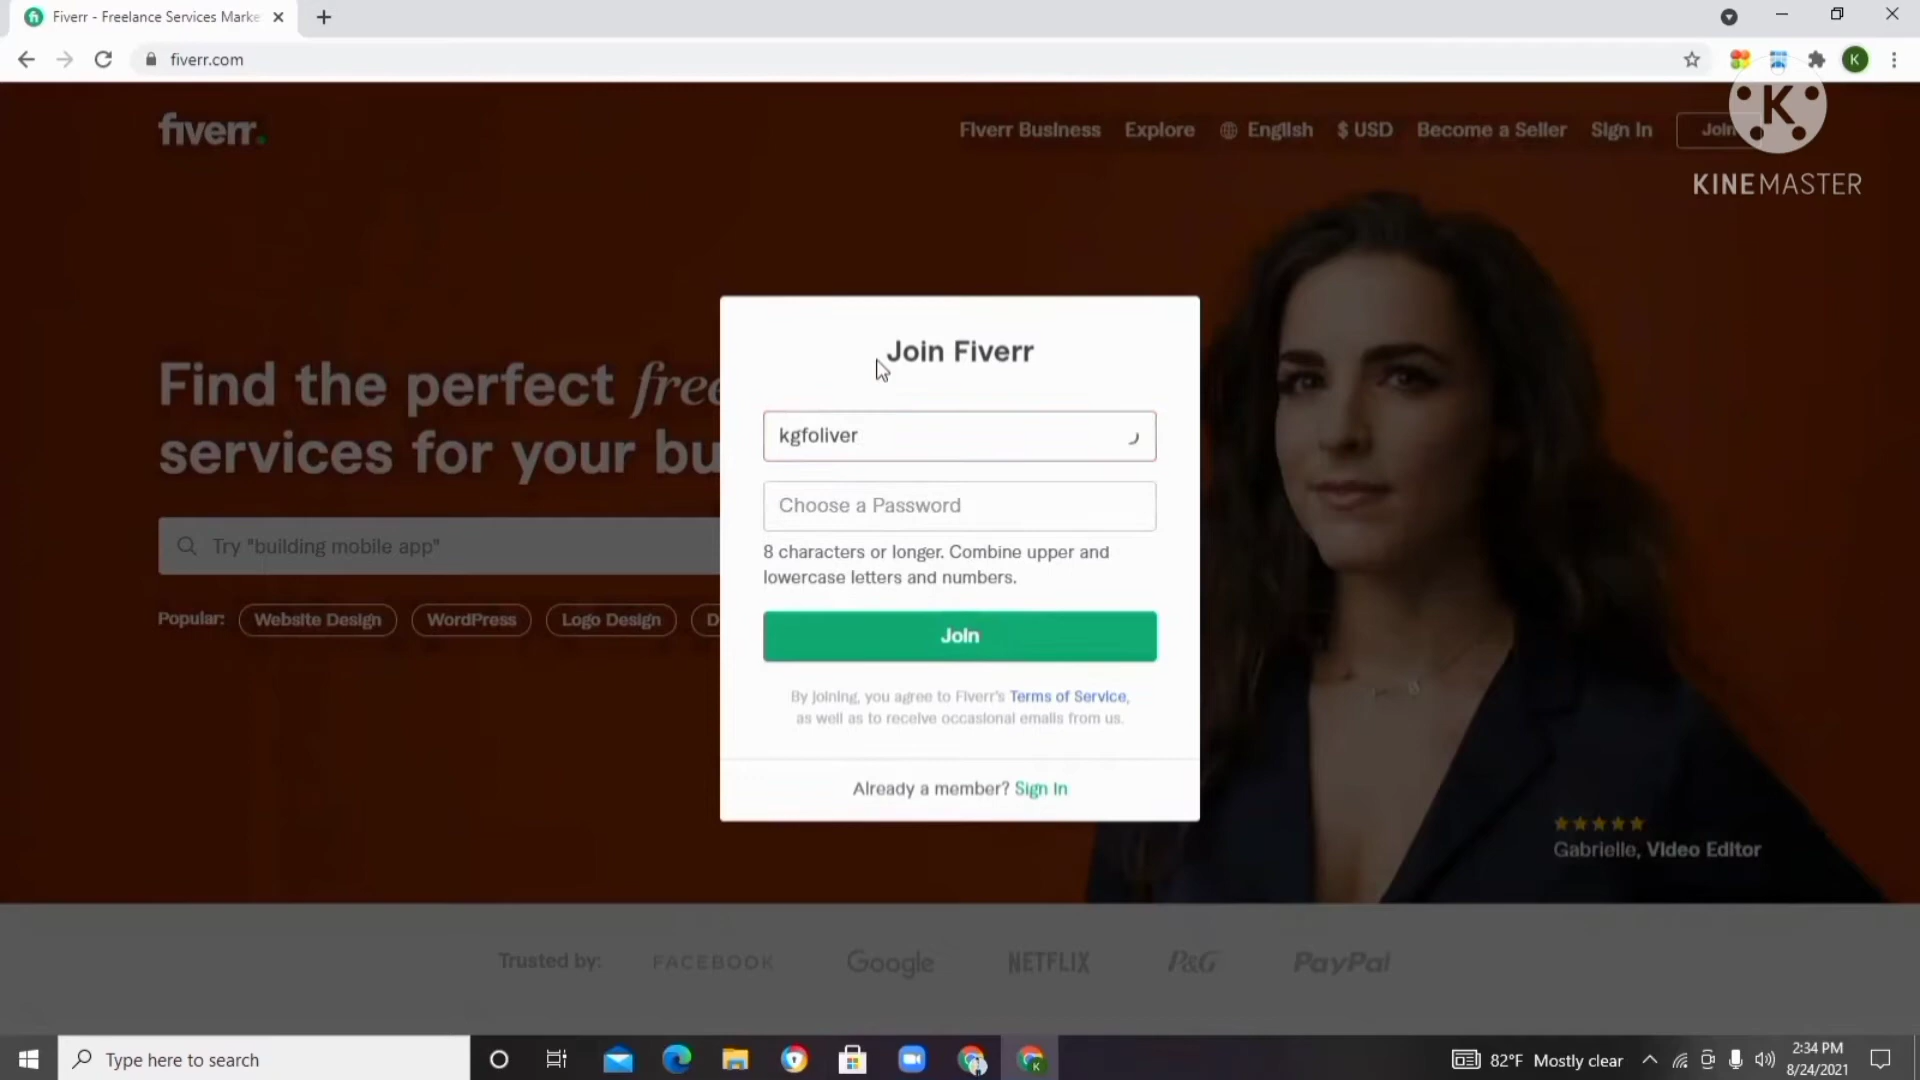 Fiverr - Freelance Services Marke
fiverr.com
K
fiverr.
Fiverr Business
Explore
English
$ USD
Become a Seller
Sign In
Join
K
KINEMASTER
Find the perfect free
services for your bu
Try "building mobile app"
Popular:
Website Design
WordPress
Logo Design
D
Join Fiverr
kgfoliver
Choose a Password
8 characters or longer. Combine upper and
lowercase letters and numbers.
Join
By joining, you agree to Fiverr's Terms of Service,
as well as to receive occasional emails from us.
Already a member? Sign In
Gabrielle, Video Editor
Trusted by:
FACEBOOK
Google
NETFLIX
P&G
PayPal
Type here to search
82°F Mostly clear
2:34 PM
8/24/2021